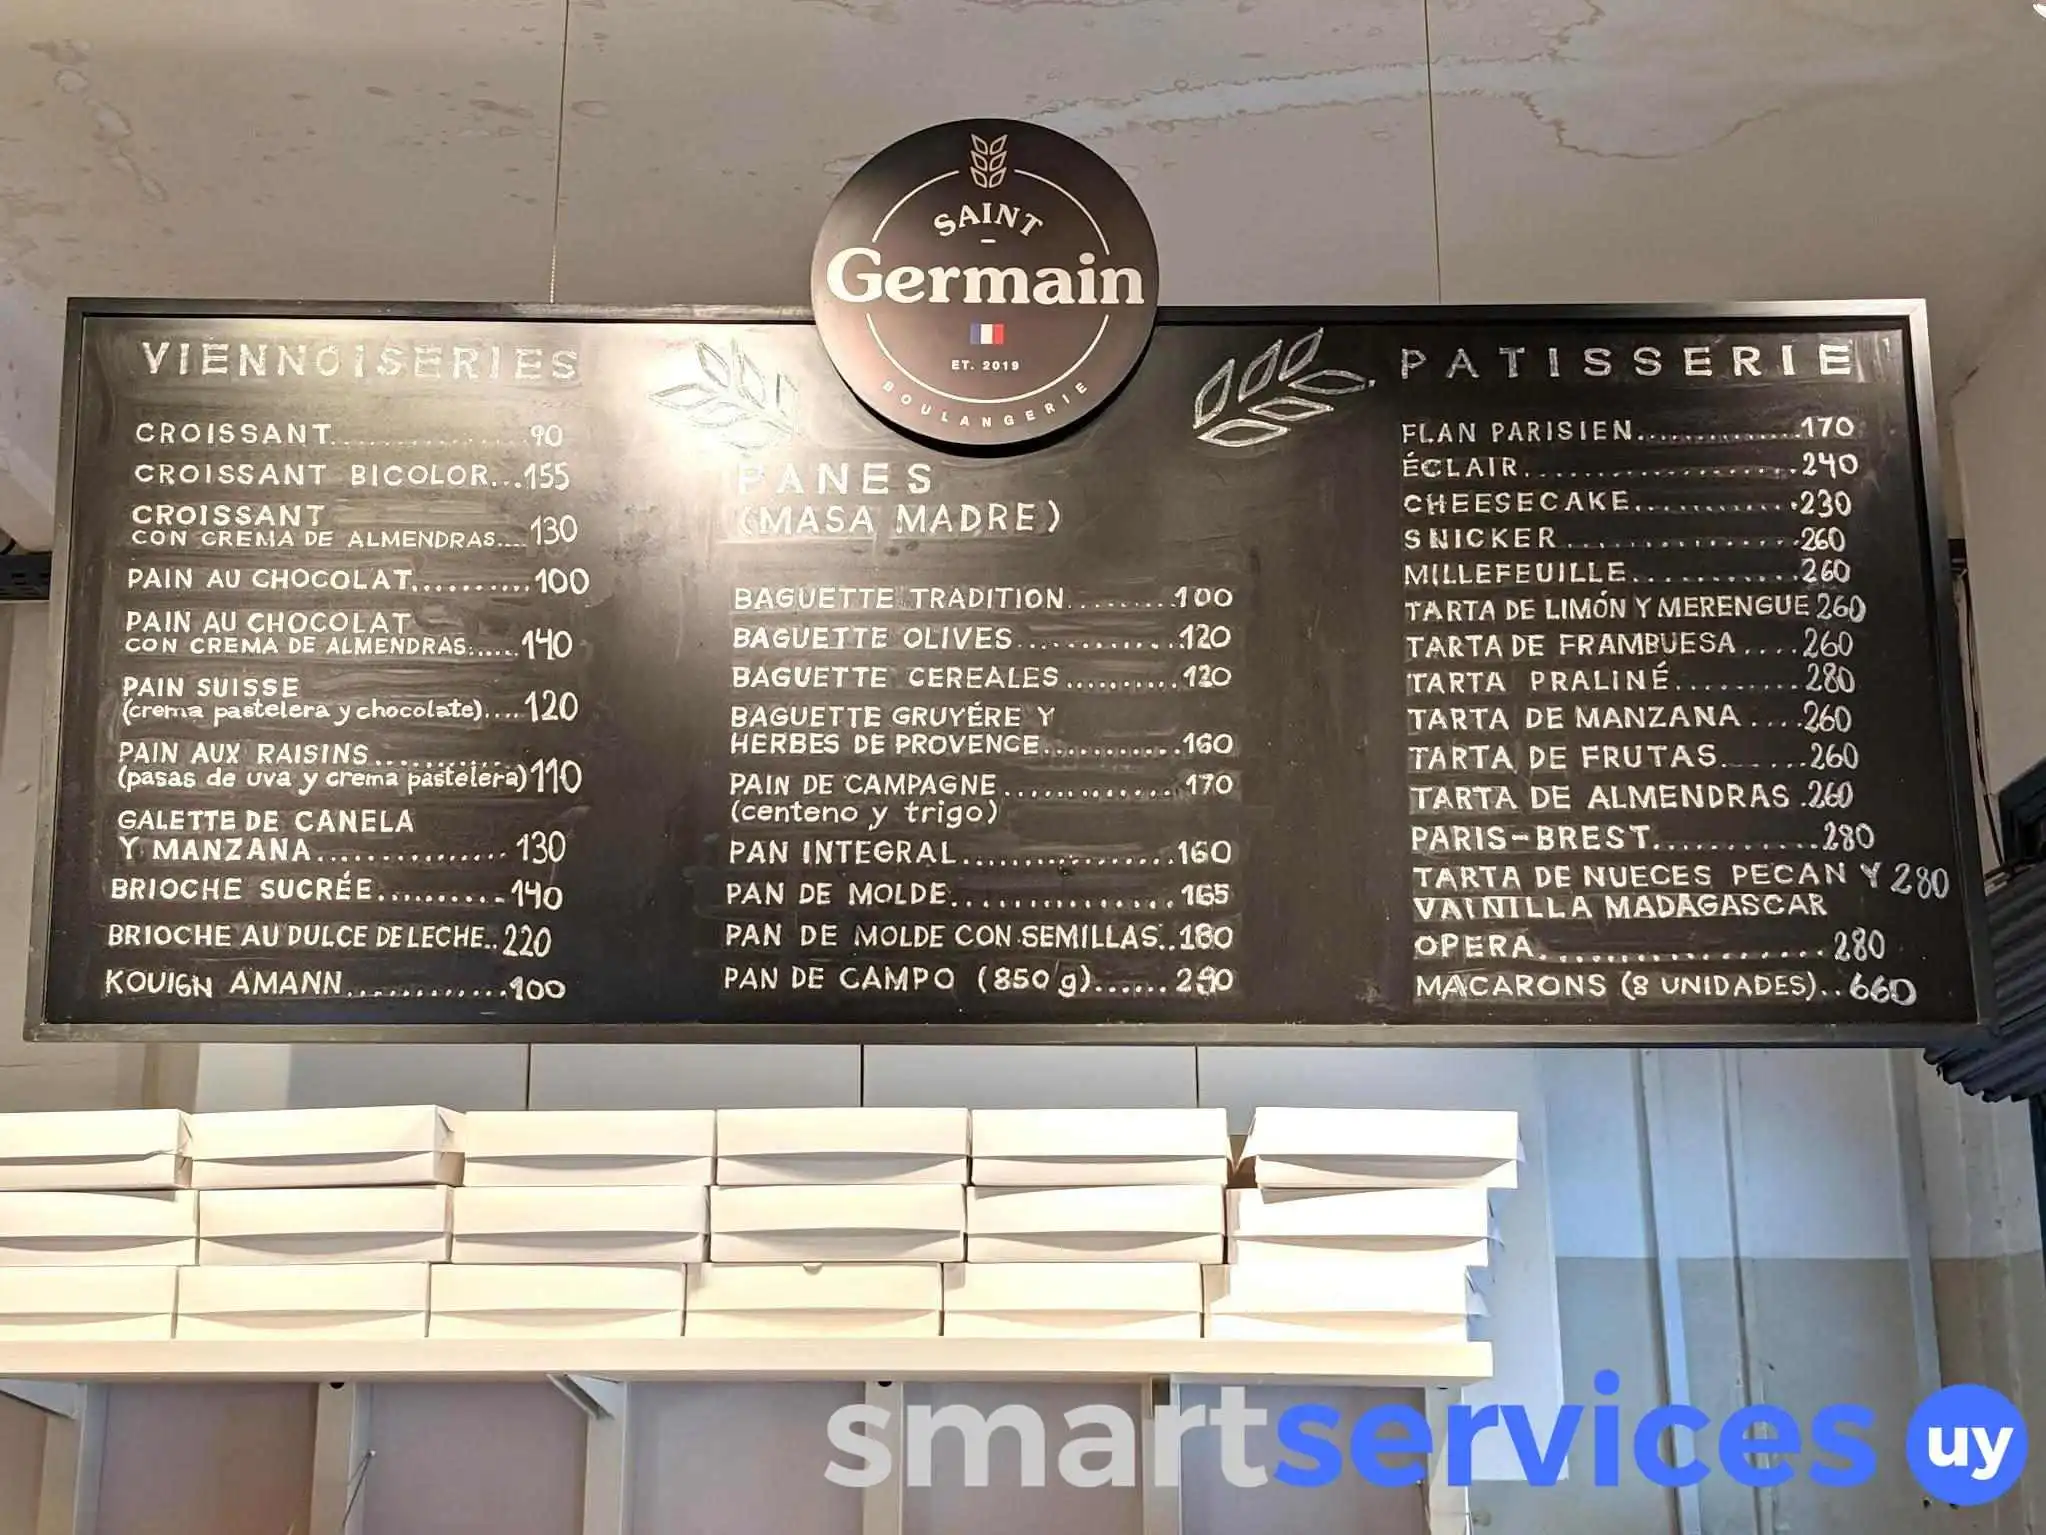 SAINT
Germain
ET. 2019
BOULANGERIE
VIENNOISERIES
CROISSANT.................90
CROISSANT BICOLOR...155
CROISSANT
CON CREMA DE ALMENDRAS....130
PAIN AU CHOCOLAT..........100
PAIN AU CHOCOLAT
CON CREMA DE ALMENDRAS......140
PAIN SUISSE
(crema pastelera y chocolate)....120
PAIN AUX RAISINS............
(pasas de uva y crema pastelera) 110
GALETTE DE CANELA
Y MANZANA................130
BRIOCHE SUCRÉE..........140
BRIOCHE AU DULCE DE LECHE..220
KOUIGN AMANN.............100
PANES
(MASA MADRE)
BAGUETTE TRADITION.........100
BAGUETTE OLIVES..............120
BAGUETTE CEREALES..........120
BAGUETTE GRUYÉRE Y
HERBES DE PROVENCE............160
PAIN DE CAMPAGNE...............170
(centeno y trigo)
PAN INTEGRAL..................160
PAN DE MOLDE..................165
PAN DE MOLDE CON SEMILLAS..180
PAN DE CAMPO (850 g)......
PATISSERIE
FLAN PARISIEN..............170
ÉCLAIR......................240
CHEESECAKE..............230
SNICKER..................260
MILLEFEUILLE.............260
TARTA DE LIMÓN Y MERENGUE 260
TARTA DE FRAMBUESA....260
TARTA PRALINÉ.........280
TARTA DE MANZANA....260
TARTA DE FRUTAS......260
TARTA DE ALMENDRAS.260
PARIS-BREST...........280
TARTA DE NUECES PECAN Y 280
VAINILLA MADAGASCAR
OPERA..................280
MACARONS (8 UNIDADES)..660
smartservices uy